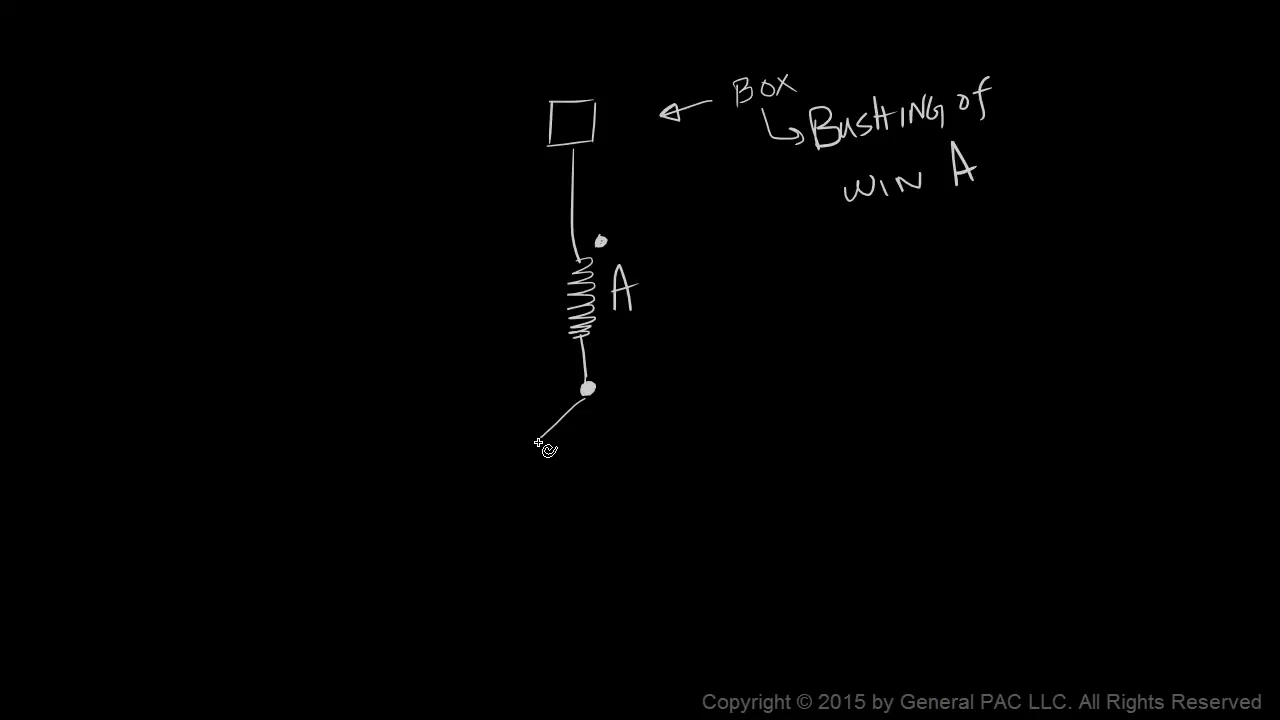 BOX
BUSHING of
WIN A
A
Copyright © 2015 by General PAC LLC. All Rights Reserved